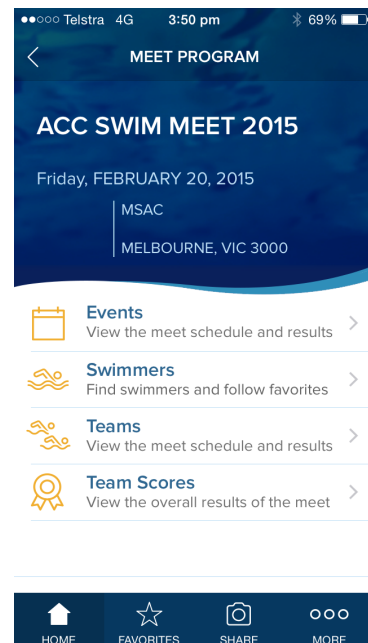 Telstra 4G 3:50 pm 69%
MEET PROGRAM
ACC SWIM MEET 2015
Friday, FEBRUARY 20, 2015
MSAC
MELBOURNE, VIC 3000
Events
View the meet schedule and results
Swimmers
Find swimmers and follow favorites
Teams
View the meet schedule and results
Team Scores
View the overall results of the meet
HOME FAVORITES SHARE MORE